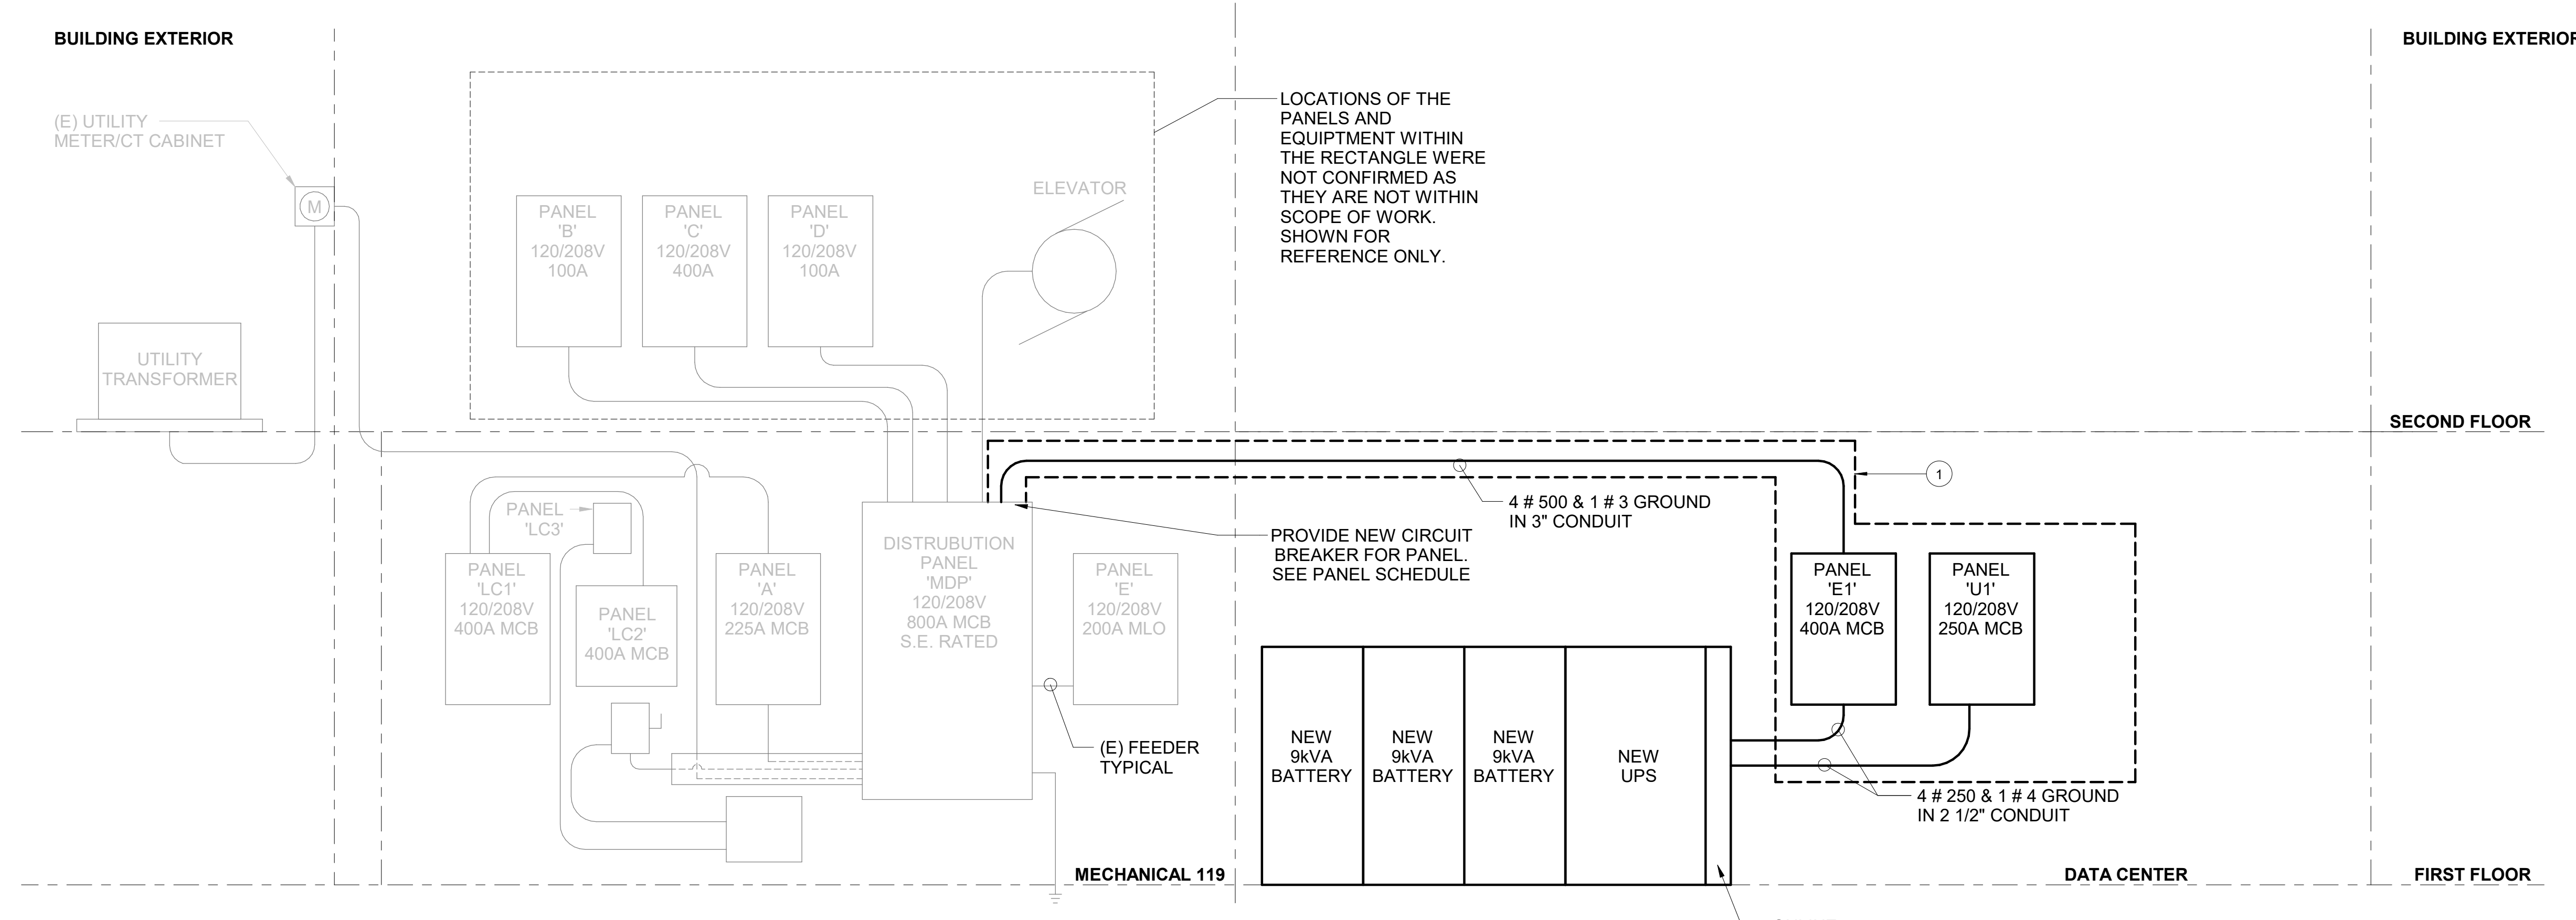 BUILDING EXTERIOR
BUILDING EXTERIOR
(E) UTILITY
METER/CT CABINET
M
UTILITY
TRANSFORMER
PANEL
'B'
120/208V
100A
PANEL
'C'
120/208V
400A
PANEL
'D'
120/208V
100A
ELEVATOR
LOCATIONS OF THE
PANELS AND
EQUIPTMENT WITHIN
THE RECTANGLE WERE
NOT CONFIRMED AS
THEY ARE NOT WITHIN
SCOPE OF WORK.
SHOWN FOR
REFERENCE ONLY.
SECOND FLOOR
1
4 # 500 & 1 # 3 GROUND
IN 3" CONDUIT
PROVIDE NEW CIRCUIT
BREAKER FOR PANEL.
SEE PANEL SCHEDULE
PANEL
'LC3'
PANEL
'LC1'
120/208V
400A MCB
PANEL
'LC2'
400A MCB
PANEL
'A'
120/208V
225A MCB
DISTRUBUTION
PANEL
'MDP'
120/208V
800A MCB
S.E. RATED
PANEL
'E'
120/208V
200A MLO
(E) FEEDER
TYPICAL
PANEL
'E1'
120/208V
400A MCB
PANEL
'U1'
120/208V
250A MCB
NEW
9kVA
BATTERY
NEW
9kVA
BATTERY
NEW
9kVA
BATTERY
NEW
UPS
4 # 250 & 1 # 4 GROUND
IN 2 1/2" CONDUIT
MECHANICAL 119
DATA CENTER
FIRST FLOOR